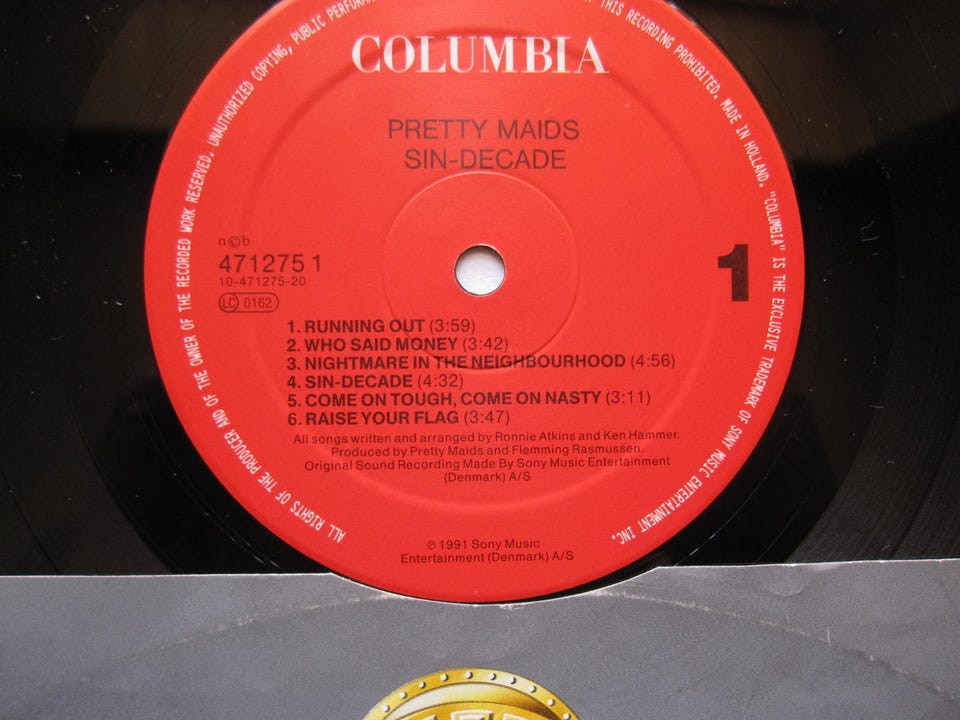 COLUMBIA
PRETTY MAIDS
SIN-DECADE
n©b
471275 1
10-471275-20
LC 0162
1
1. RUNNING OUT (3:59)
2. WHO SAID MONEY (3:42)
3. NIGHTMARE IN THE NEIGHBOURHOOD (4:56)
4. SIN-DECADE (4:32)
5. COME ON TOUGH, COME ON NASTY (3:11)
6. RAISE YOUR FLAG (3:47)
All songs written and arranged by Ronnie Atkins and Ken Hammer.
Produced by Pretty Maids and Flemming Rasmussen.
Original Sound Recording Made By Sony Music Entertainment
(Denmark) A/S
℗ 1991 Sony Music
Entertainment (Denmark) A/S
ALL RIGHTS OF THE PRODUCER AND OF THE OWNER OF THE RECORDED WORK RESERVED. UNAUTHORIZED COPYING, PUBLIC THIS RECORDING PROHIBITED. MADE IN HOLLAND. "COLUMBIA" IS THE EXCLUSIVE TRADEMARK OF SONY MUSIC ENTERTAINMENT INC.